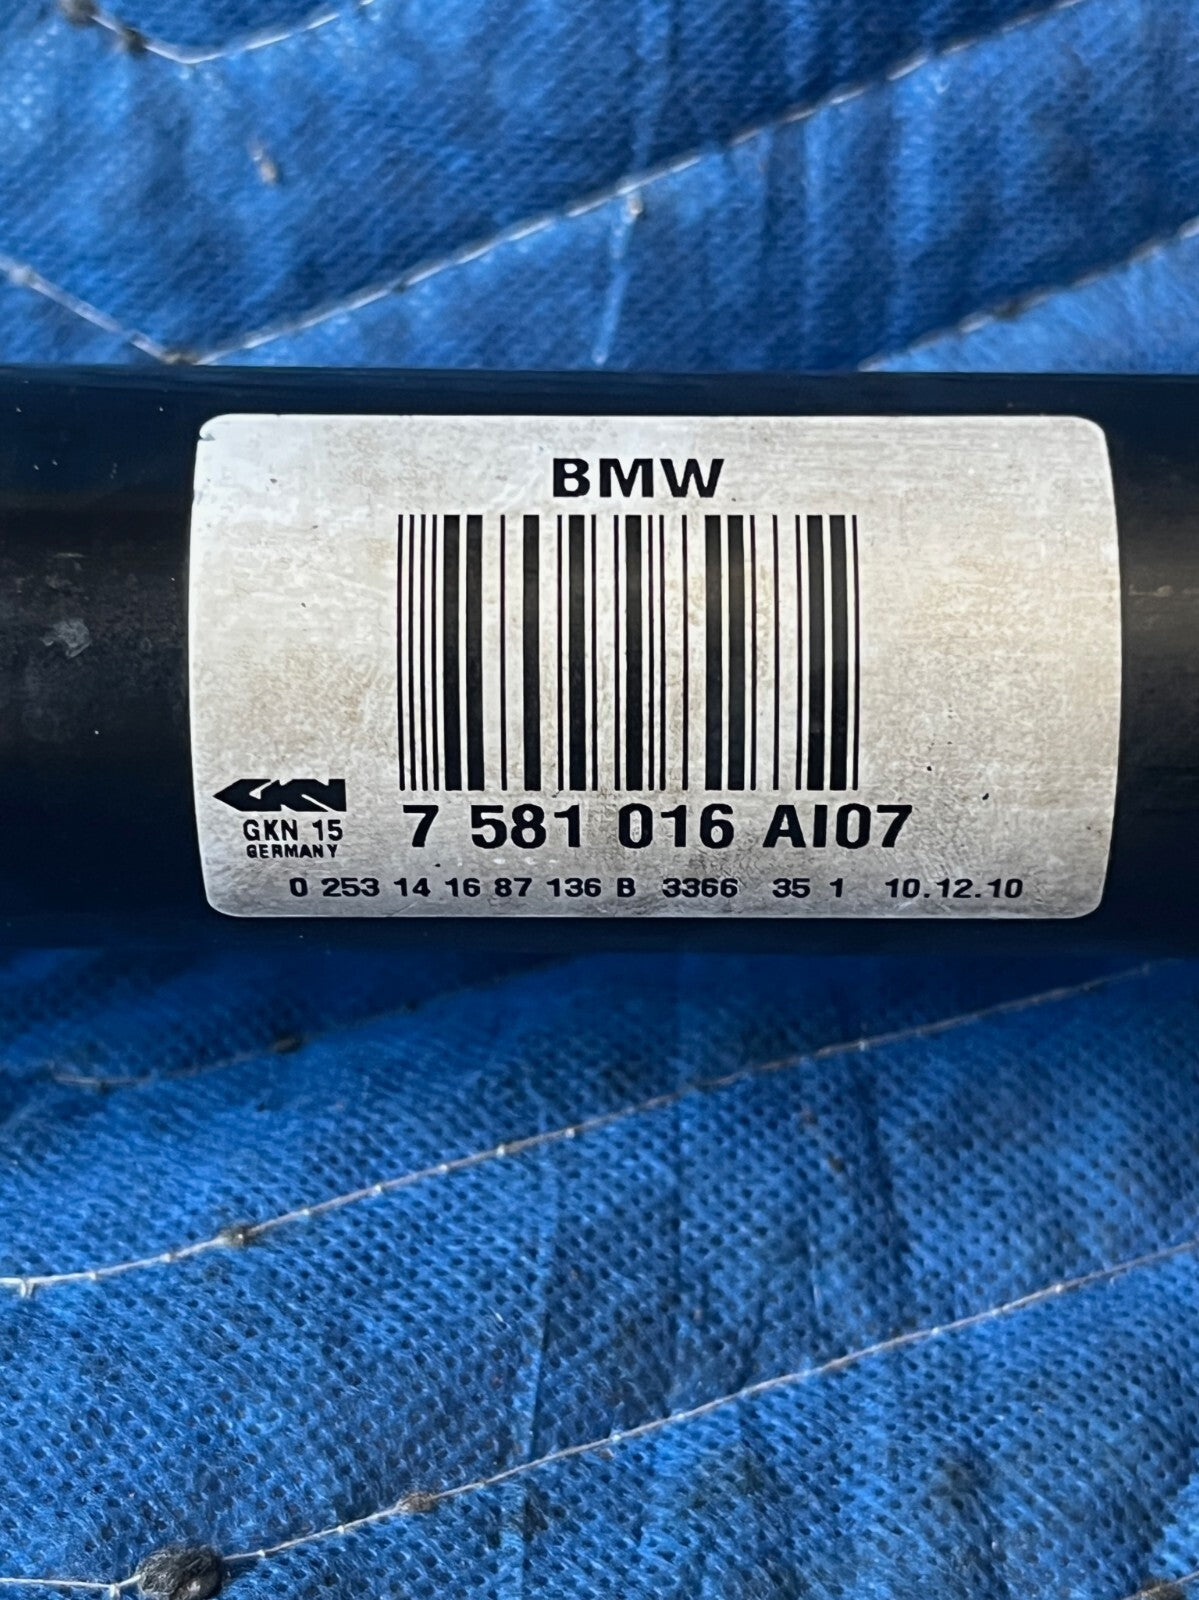 BMW
GKN
GKN 15
GERMANY
7 581 016 AI07
0 253 14 16 87 136 B 3366 35 1 10.12.10